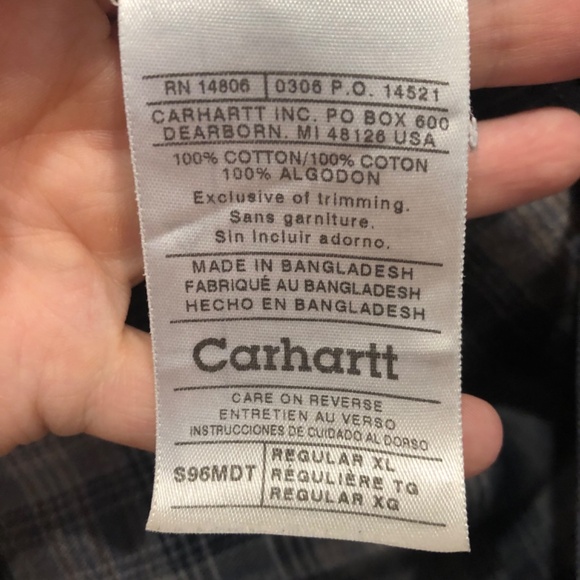 RN 14806 0306 P.O. 14521
CARHARTT INC. PO BOX 600
DEARBORN, MI 48126 USA
100% COTTON/100% COTON
100% ALGODON
Exclusive of trimming.
Sans garniture.
Sin Incluir adorno.
MADE IN BANGLADESH
FABRIQUÉ AU BANGLADESH
HECHO EN BANGLADESH
Carhartt
CARE ON REVERSE
ENTRETIEN AU VERSO
INSTRUCCIONES DE CUIDADO AL DORSO
S96MDT
REGULAR XL
RÉGULIÈRE TG
REGULAR XG